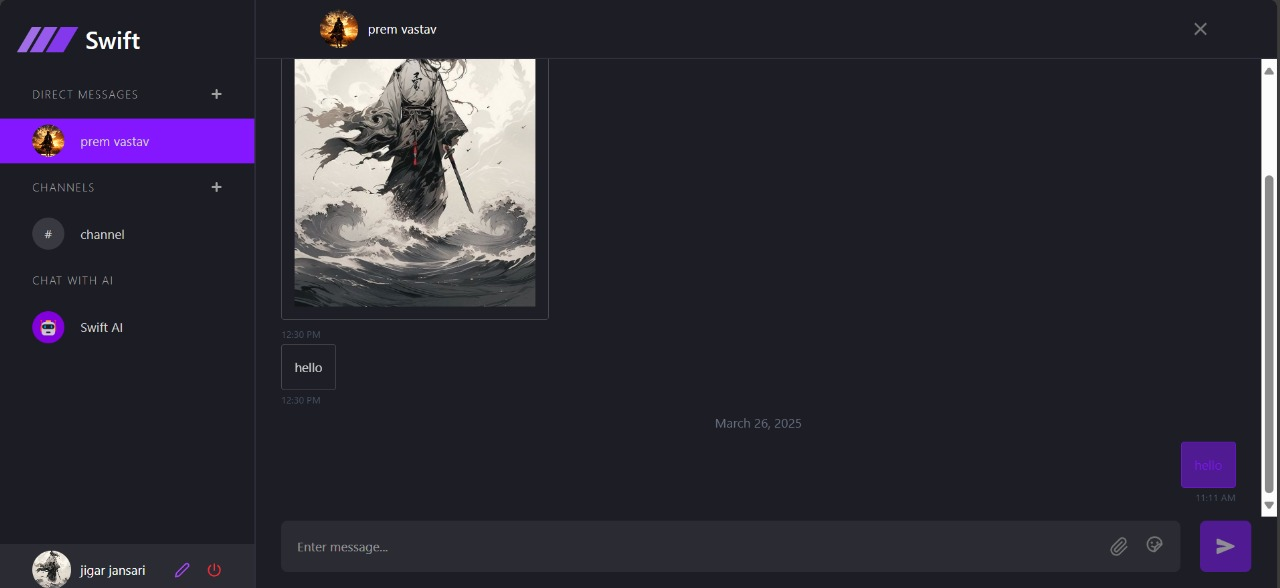 Swift
prem vastav
DIRECT MESSAGES
prem vastav
CHANNELS
#
channel
CHAT WITH AI
Swift AI
12:30 PM
hello
12:30 PM
March 26, 2025
hello
11:11 AM
Enter message...
jigar jansari